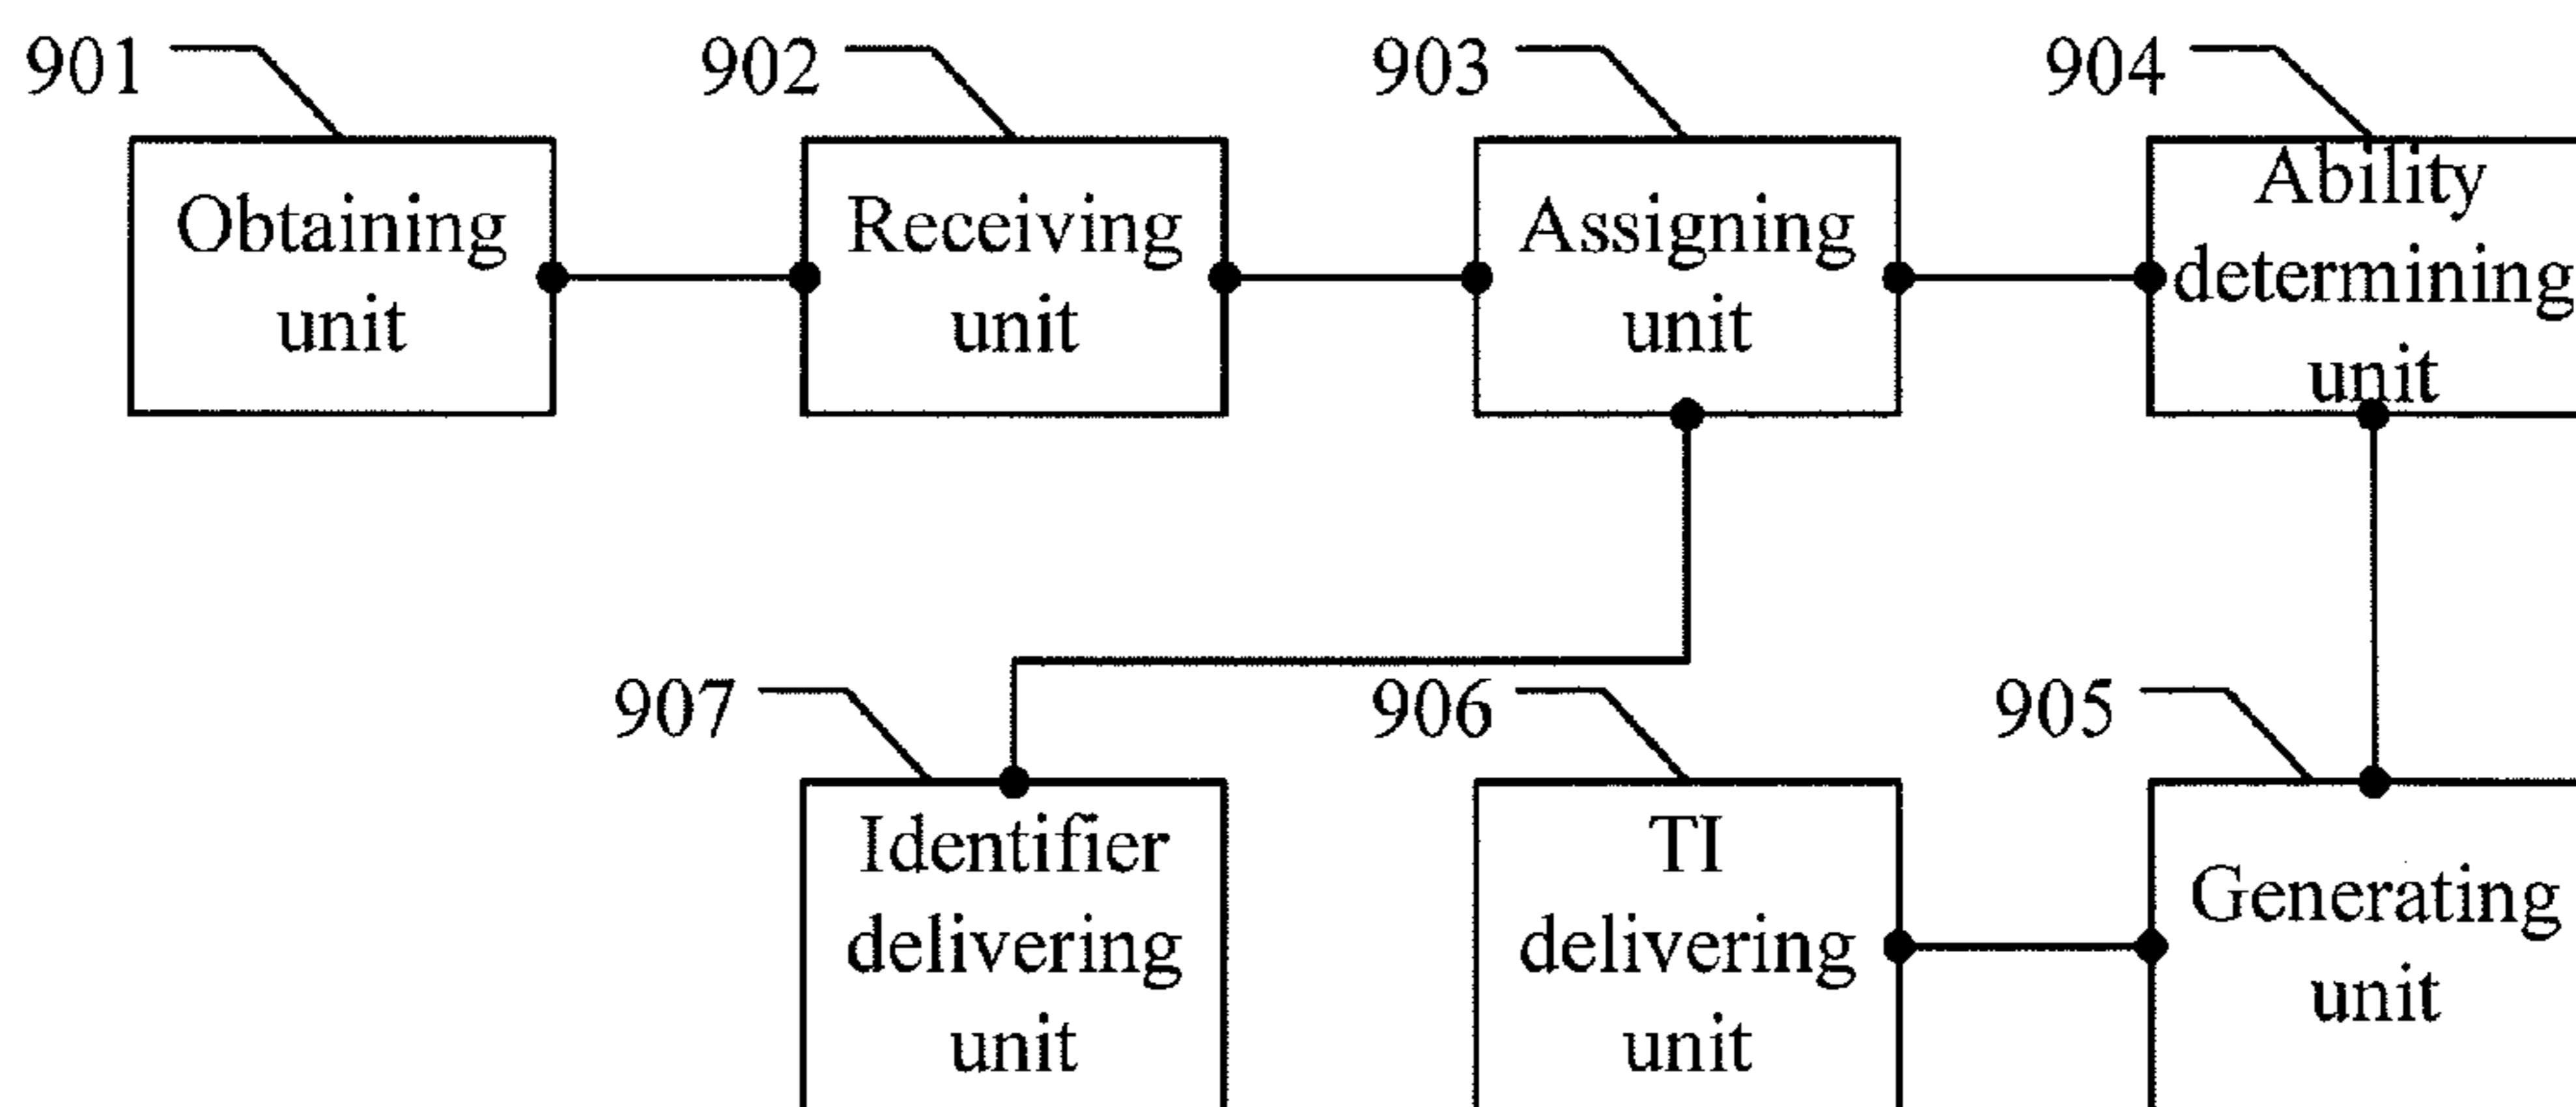 901
902
903
904
Obtaining
unit
Receiving
unit
Assigning
unit
Ability
determining
unit
907
906
905
Identifier
delivering
unit
TI
delivering
unit
Generating
unit